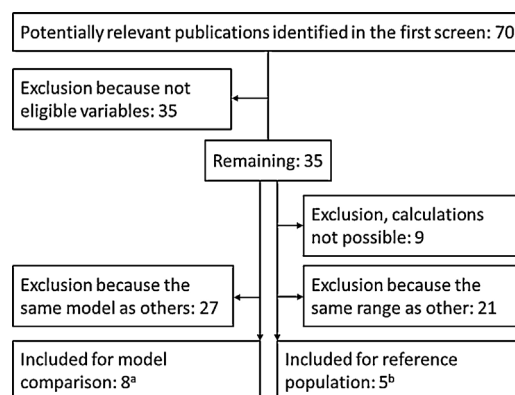 Potentially relevant publications identified in the first screen: 70
Exclusion because not
eligible variables: 35
Remaining: 35
Exclusion, calculations
not possible: 9
Exclusion because the
same model as others: 27
Exclusion because the
same range as other: 21
Included for model
comparison: 8ᵃ
Included for reference
population: 5ᵇ